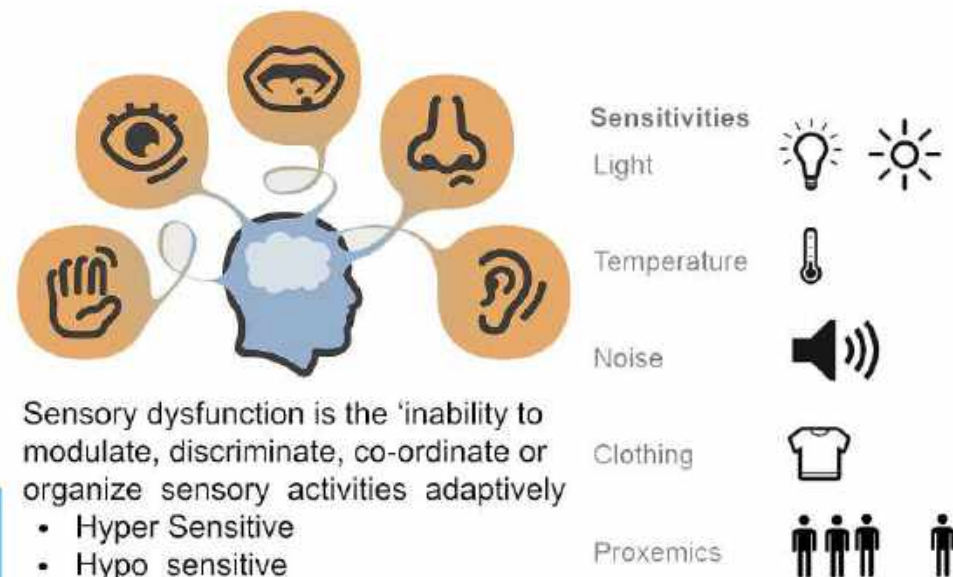 Sensitivities
Light
Temperature
Noise
Clothing
Proxemics
Sensory dysfunction is the ‘inability to
modulate, discriminate, co-ordinate or
organize sensory activities adaptively
• Hyper Sensitive
• Hypo sensitive